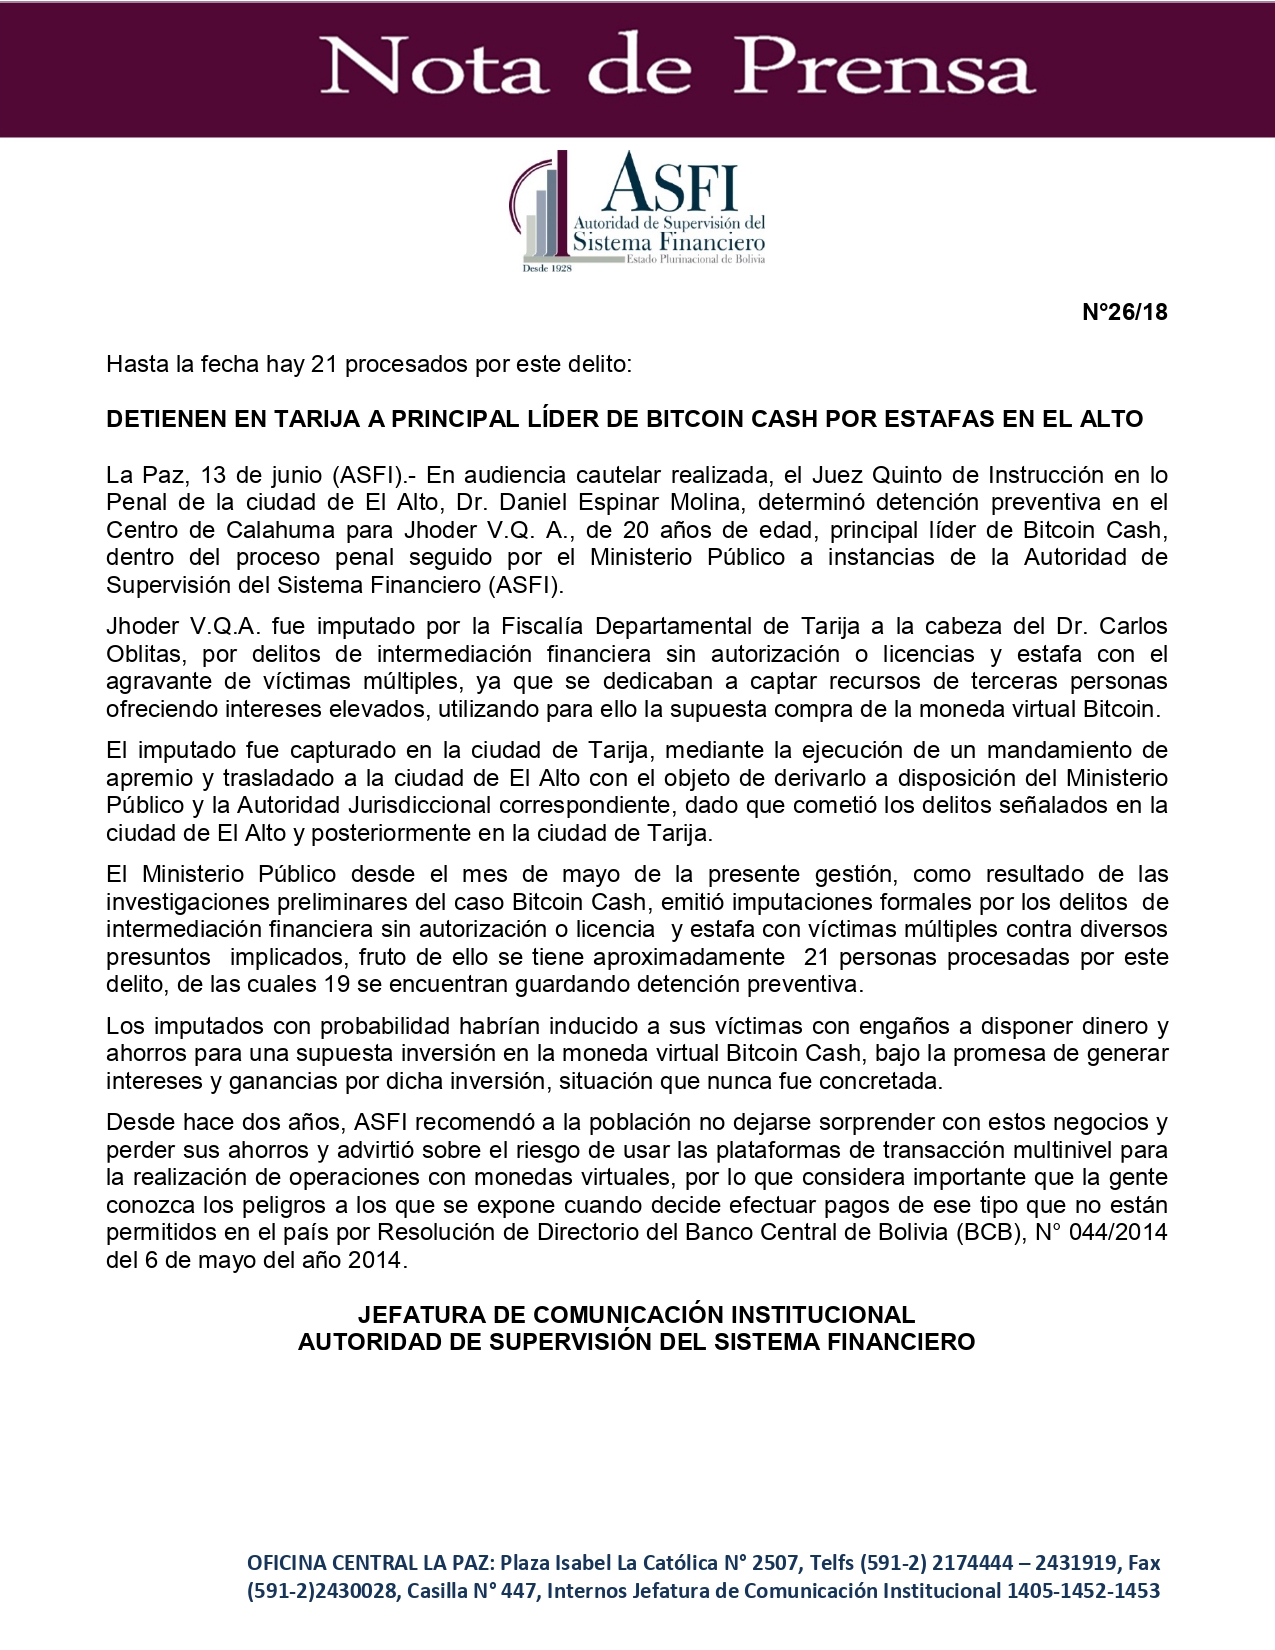 Nota de Prensa
ASFI
Autoridad de Supervisión del
Sistema Financiero
Estado Plurinacional de Bolivia
Desde 1928
N°26/18
Hasta la fecha hay 21 procesados por este delito:
DETIENEN EN TARIJA A PRINCIPAL LÍDER DE BITCOIN CASH POR ESTAFAS EN EL ALTO
La Paz, 13 de junio (ASFI).- En audiencia cautelar realizada, el Juez Quinto de Instrucción en lo
Penal de la ciudad de El Alto, Dr. Daniel Espinar Molina, determinó detención preventiva en el
Centro de Calahuma para Jhoder V.Q. A., de 20 años de edad, principal líder de Bitcoin Cash,
dentro del proceso penal seguido por el Ministerio Público a instancias de la Autoridad de
Supervisión del Sistema Financiero (ASFI).
Jhoder V.Q.A. fue imputado por la Fiscalía Departamental de Tarija a la cabeza del Dr. Carlos
Oblitas, por delitos de intermediación financiera sin autorización o licencias y estafa con el
agravante de víctimas múltiples, ya que se dedicaban a captar recursos de terceras personas
ofreciendo intereses elevados, utilizando para ello la supuesta compra de la moneda virtual Bitcoin.
El imputado fue capturado en la ciudad de Tarija, mediante la ejecución de un mandamiento de
apremio y trasladado a la ciudad de El Alto con el objeto de derivarlo a disposición del Ministerio
Público y la Autoridad Jurisdiccional correspondiente, dado que cometió los delitos señalados en la
ciudad de El Alto y posteriormente en la ciudad de Tarija.
El Ministerio Público desde el mes de mayo de la presente gestión, como resultado de las
investigaciones preliminares del caso Bitcoin Cash, emitió imputaciones formales por los delitos de
intermediación financiera sin autorización o licencia y estafa con víctimas múltiples contra diversos
presuntos implicados, fruto de ello se tiene aproximadamente 21 personas procesadas por este
delito, de las cuales 19 se encuentran guardando detención preventiva.
Los imputados con probabilidad habrían inducido a sus víctimas con engaños a disponer dinero y
ahorros para una supuesta inversión en la moneda virtual Bitcoin Cash, bajo la promesa de generar
intereses y ganancias por dicha inversión, situación que nunca fue concretada.
Desde hace dos años, ASFI recomendó a la población no dejarse sorprender con estos negocios y
perder sus ahorros y advirtió sobre el riesgo de usar las plataformas de transacción multinivel para
la realización de operaciones con monedas virtuales, por lo que considera importante que la gente
conozca los peligros a los que se expone cuando decide efectuar pagos de ese tipo que no están
permitidos en el país por Resolución de Directorio del Banco Central de Bolivia (BCB), N° 044/2014
del 6 de mayo del año 2014.
JEFATURA DE COMUNICACIÓN INSTITUCIONAL
AUTORIDAD DE SUPERVISIÓN DEL SISTEMA FINANCIERO
OFICINA CENTRAL LA PAZ: Plaza Isabel La Católica N° 2507, Telfs (591-2) 2174444 – 2431919, Fax
(591-2)2430028, Casilla N° 447, Internos Jefatura de Comunicación Institucional 1405-1452-1453